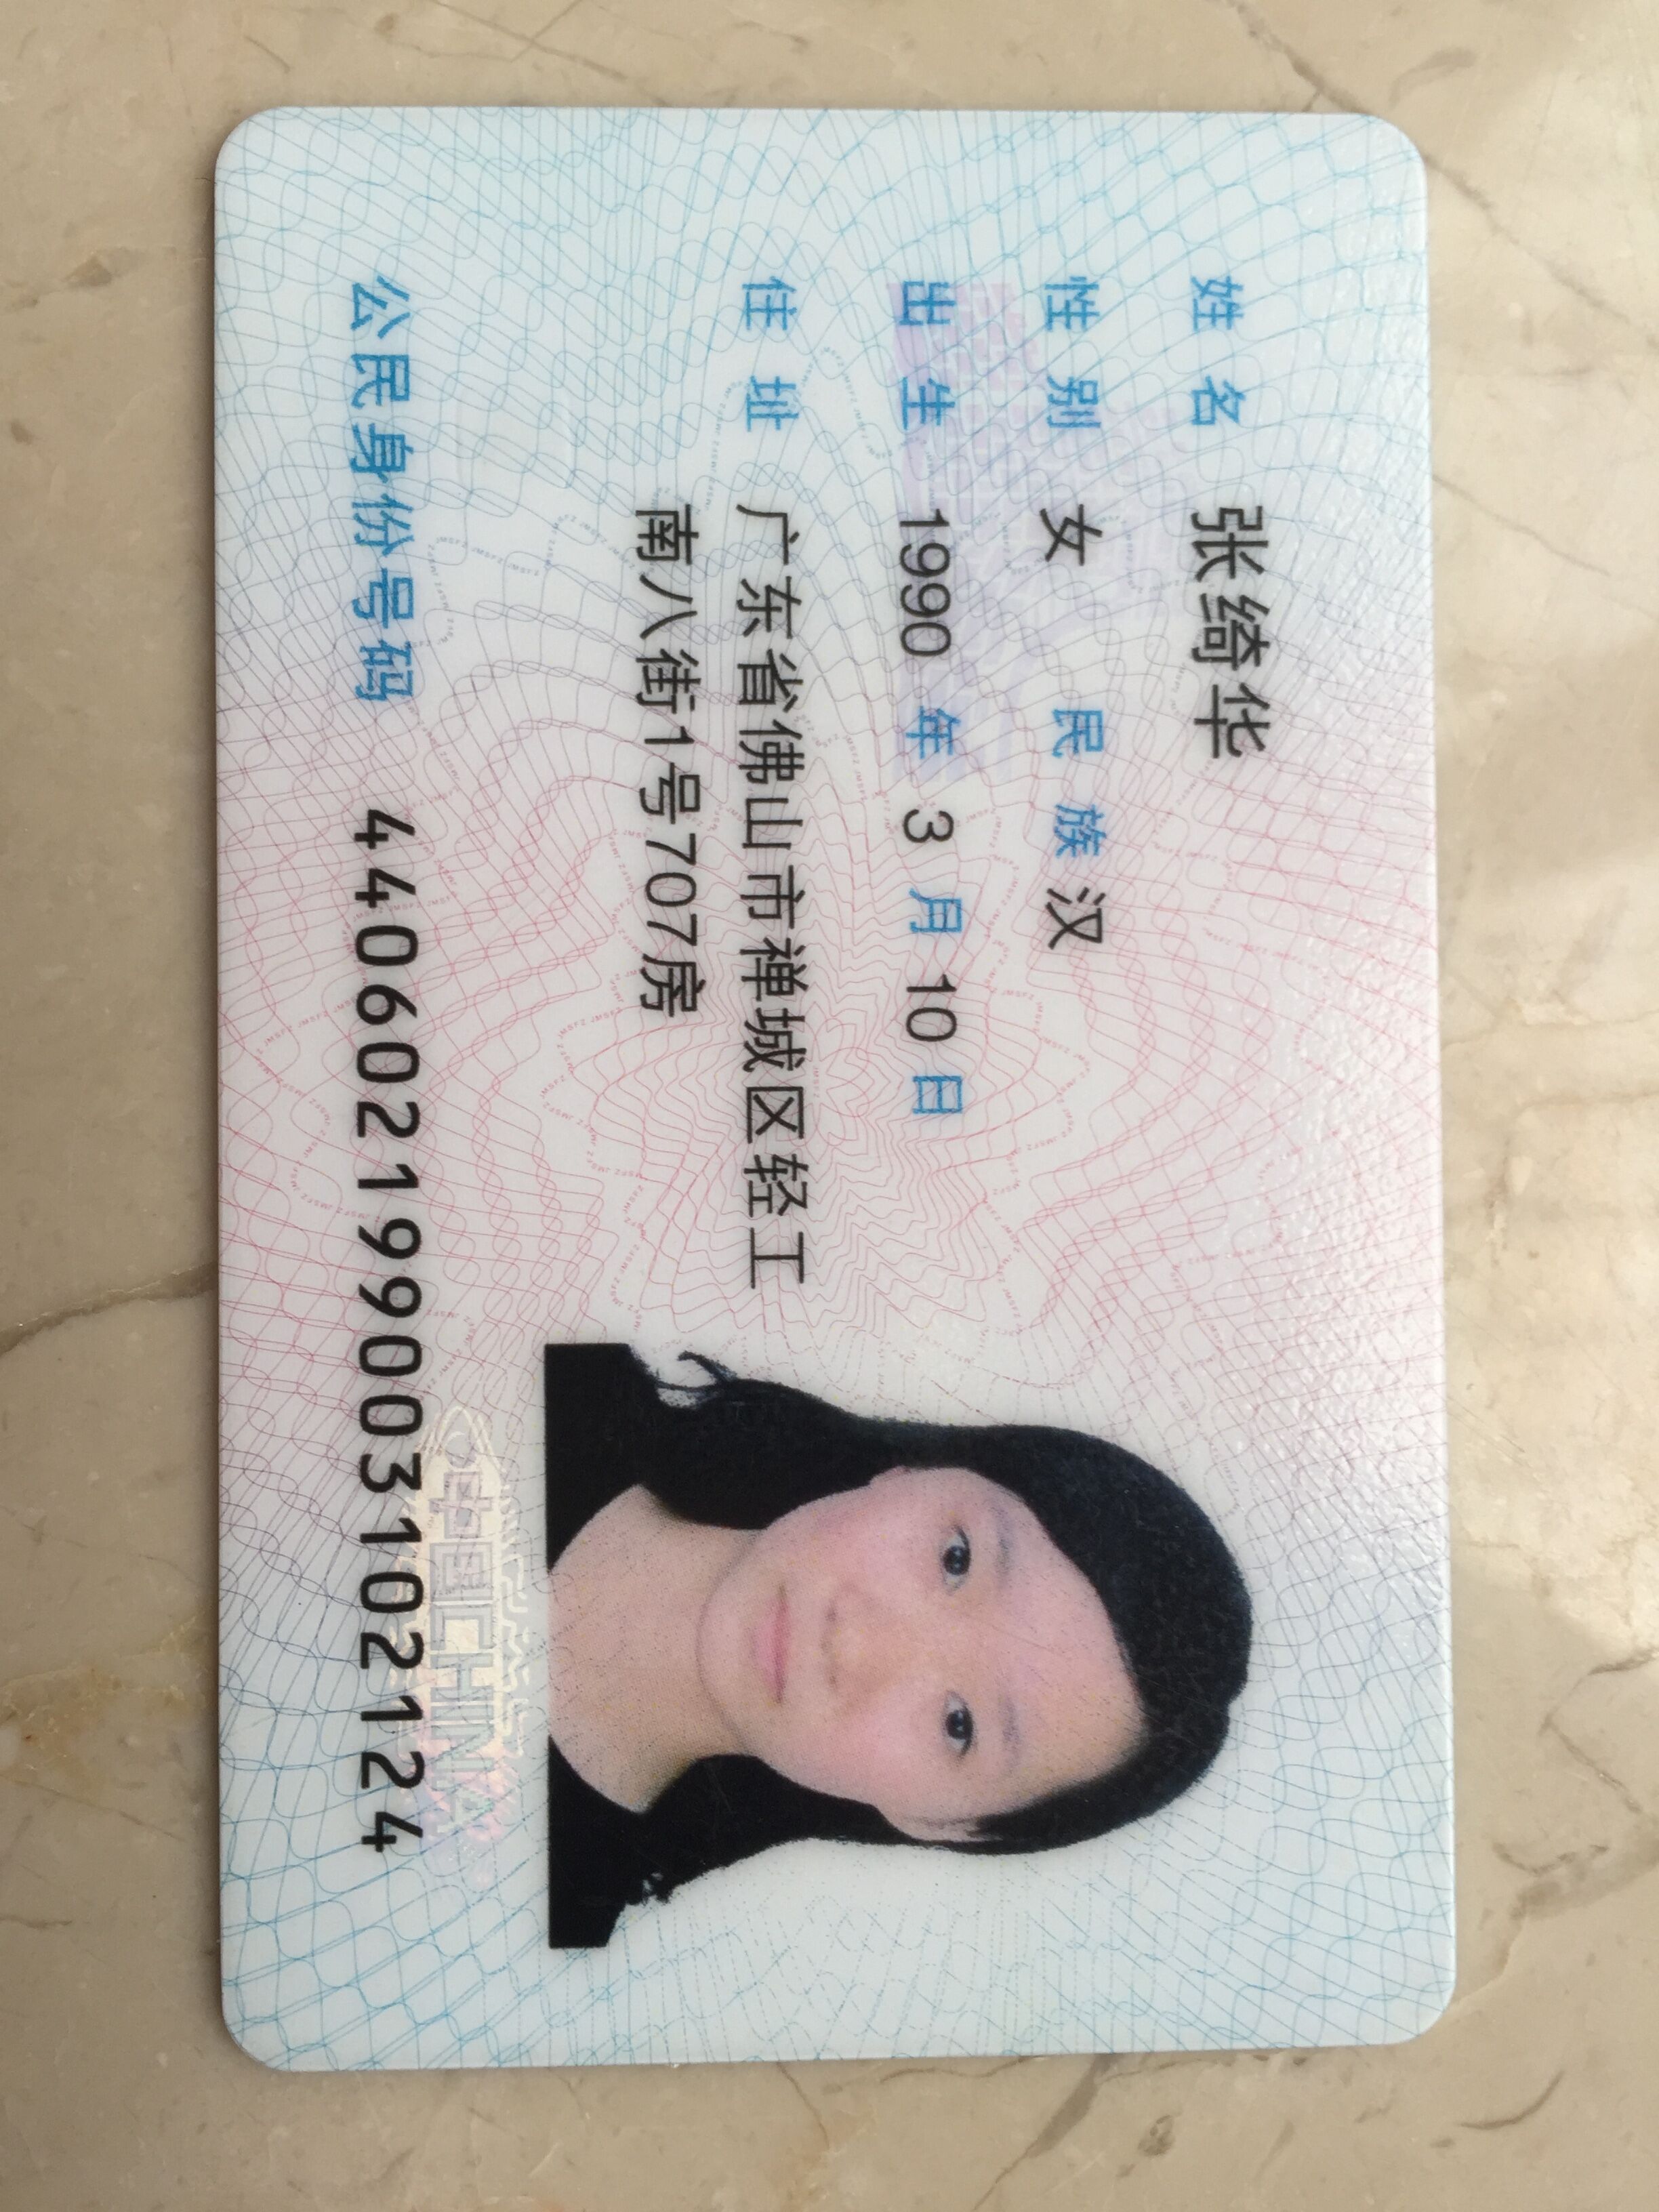 姓名 张绮华
性别 女 民族 汉
出生 1990 年 3 月 10 日
住址 广东省佛山市禅城区轻工
南八街1号707房
公民身份号码 440602199003102124
中国CHINA